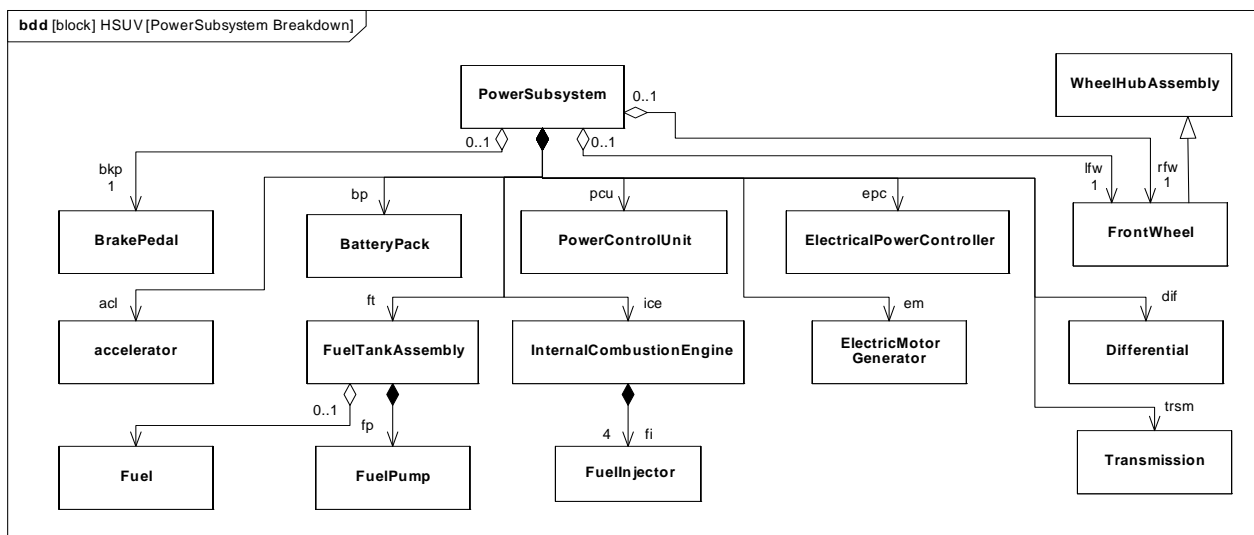 bdd [block] HSUV [PowerSubsystem Breakdown]
PowerSubsystem
WheelHubAssembly
0..1
0..1
0..1
bkp
1
bp
pcu
epc
lfw
1
rfw
1
BrakePedal
BatteryPack
PowerControlUnit
ElectricalPowerController
FrontWheel
acl
ft
ice
em
dif
accelerator
FuelTankAssembly
InternalCombustionEngine
ElectricMotor
Generator
Differential
0..1
fp
4
fi
trsm
Fuel
FuelPump
FuelInjector
Transmission